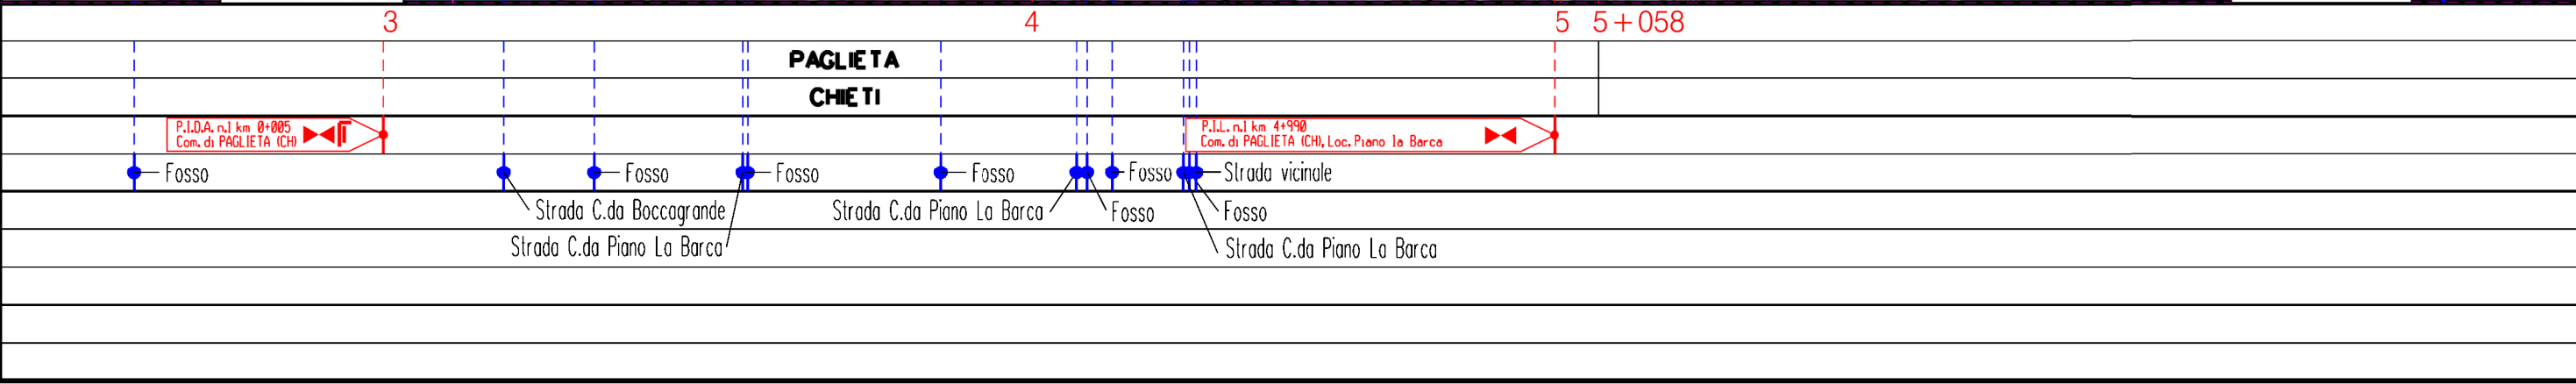 3 4 5 5+058
PAGLIETA
CHIETI
P.I.D.A. n.1 km 0+005
Com. di PAGLIETA (CH)
P.I.L. n.1 km 4+990
Com. di PAGLIETA (CH), Loc. Piano la Barca
Fosso Fosso Fosso Fosso Fosso Strada vicinale
Strada C.da Boccagrande Strada C.da Piano La Barca Fosso Fosso
Strada C.da Piano La Barca Strada C.da Piano La Barca